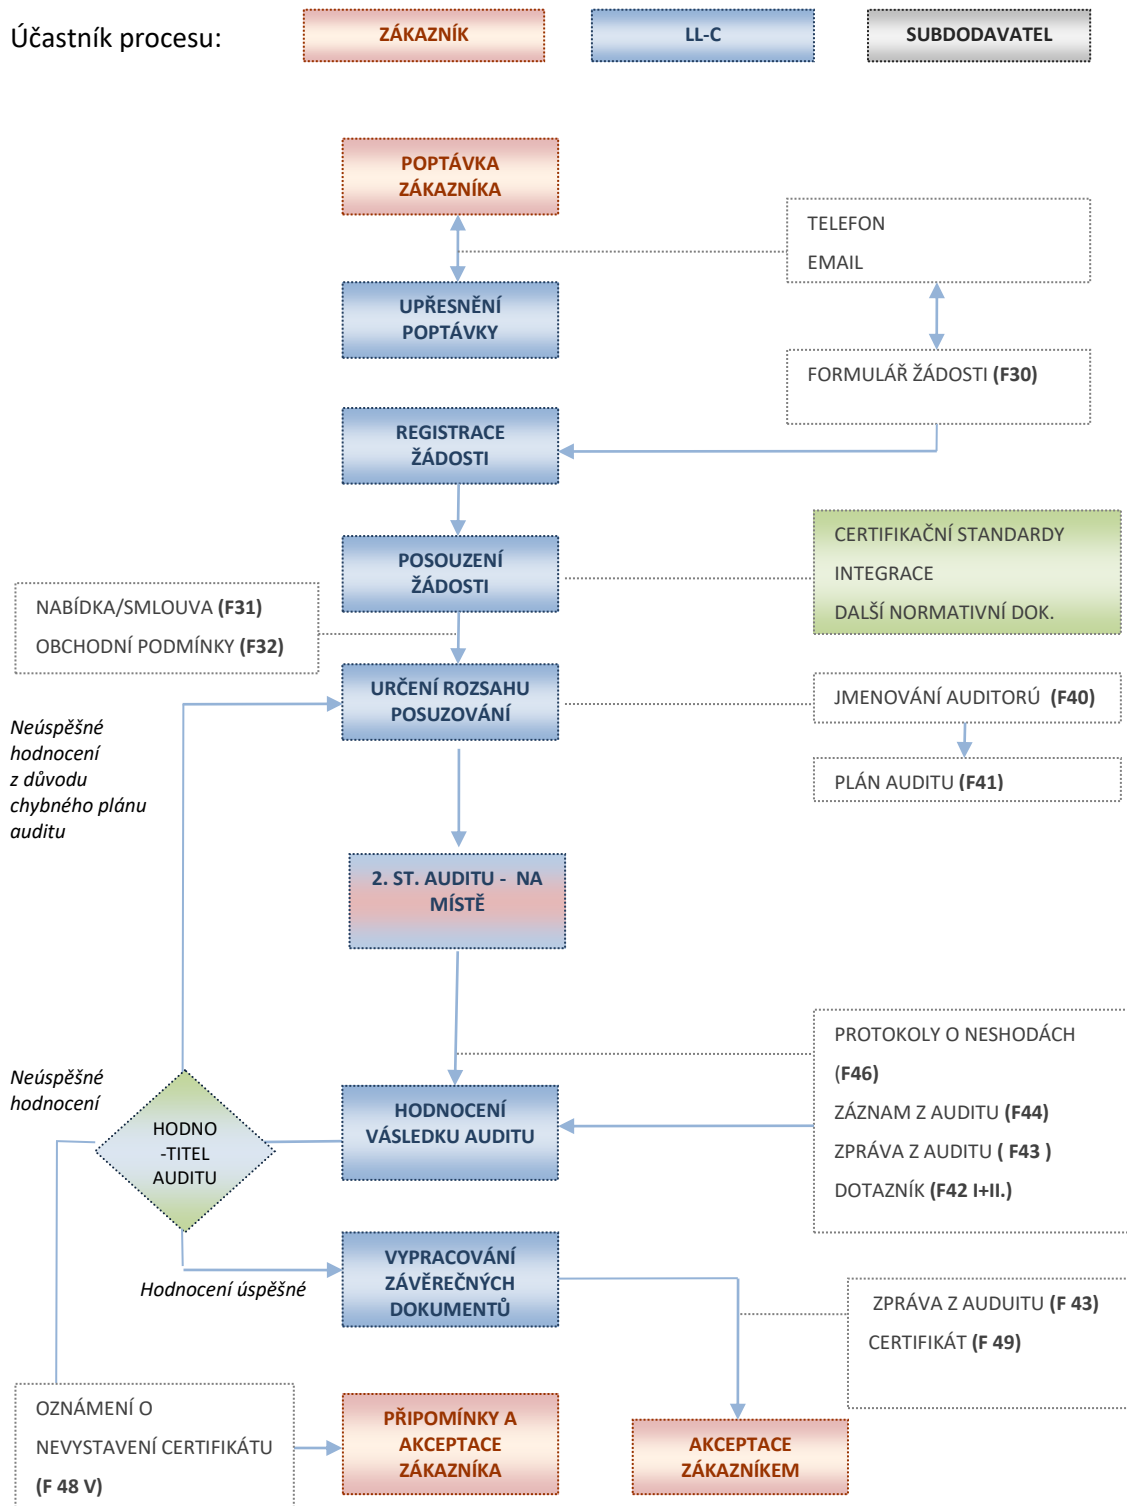 Účastník procesu:
ZÁKAZNÍK
LL-C
SUBDODAVATEL
POPTÁVKA
ZÁKAZNÍKA
TELEFON
EMAIL
UPŘESNĚNÍ
POPTÁVKY
FORMULÁŘ ŽÁDOSTI (F30)
REGISTRACE
ŽÁDOSTI
POSOUZENÍ
ŽÁDOSTI
CERTIFIKAČNÍ STANDARDY
INTEGRACE
DALŠÍ NORMATIVNÍ DOK.
NABÍDKA/SMLOUVA (F31)
OBCHODNÍ PODMÍNKY (F32)
URČENÍ ROZSAHU
POSUZOVÁNÍ
JMENOVÁNÍ AUDITORÚ (F40)
PLÁN AUDITU (F41)
Neúspěšné
hodnocení
z důvodu
chybného plánu
auditu
2. ST. AUDITU - NA
MÍSTĚ
PROTOKOLY O NESHODÁCH
(F46)
ZÁZNAM Z AUDITU (F44)
ZPRÁVA Z AUDITU ( F43 )
DOTAZNÍK (F42 I+II.)
Neúspěšné
hodnocení
HODNO
-TITEL
AUDITU
HODNOCENÍ
VÁSLEDKU AUDITU
Hodnocení úspěšné
VYPRACOVÁNÍ
ZÁVĚREČNÝCH
DOKUMENTŮ
ZPRÁVA Z AUDUITU (F 43)
CERTIFIKÁT (F 49)
OZNÁMENÍ O
NEVYSTAVENÍ CERTIFIKÁTU
(F 48 V)
PŘIPOMÍNKY A
AKCEPTACE
ZÁKAZNÍKA
AKCEPTACE
ZÁKAZNÍKEM